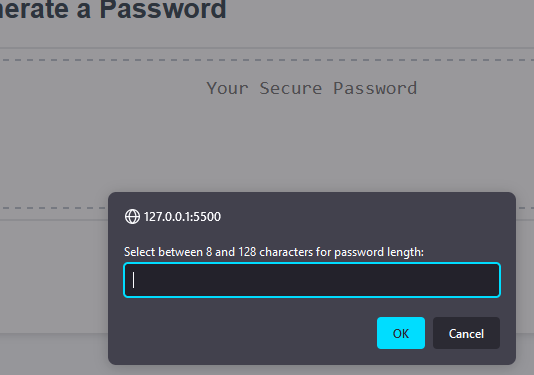 nerate a Password
Your Secure Password
127.0.0.1:5500
Select between 8 and 128 characters for password length:
OK
Cancel